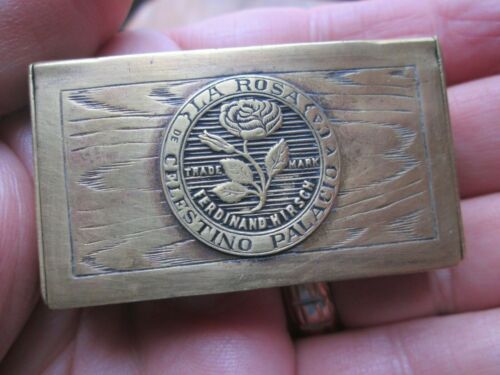 LA ROSA
DE CELESTINO PALACIO
TRADE MARK
FERDINAND HIRSCH